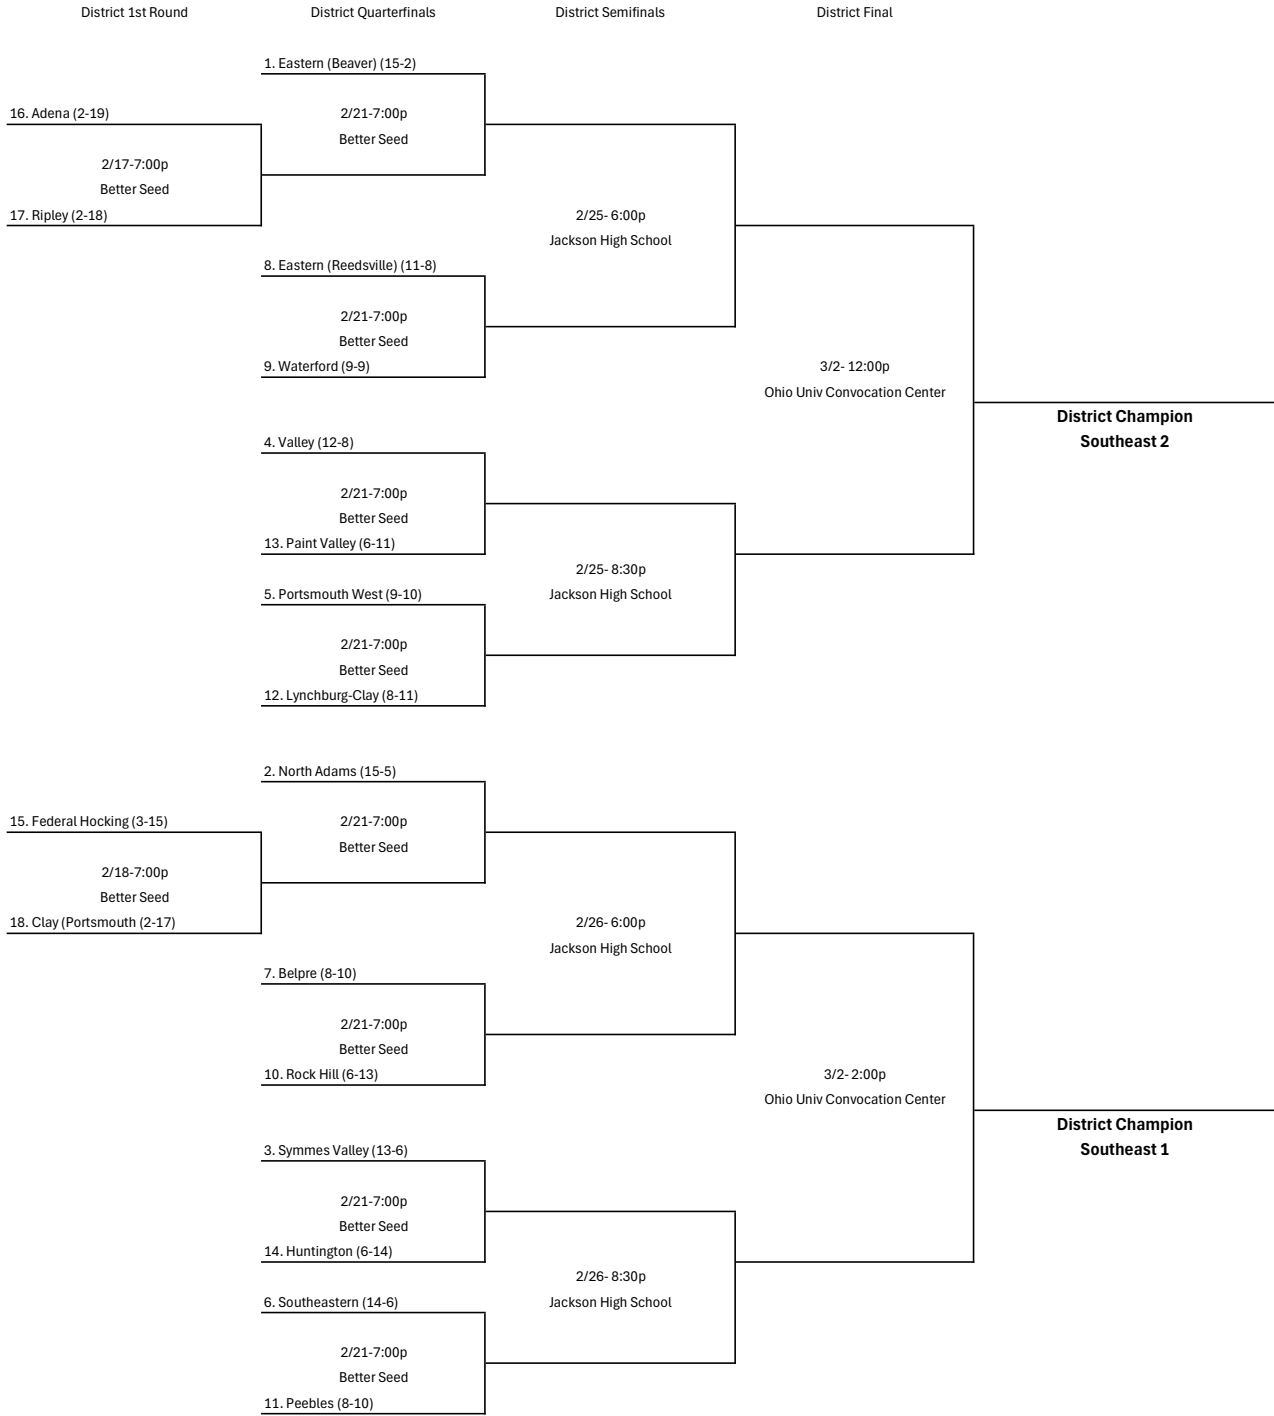 District 1st Round
District Quarterfinals
District Semifinals
District Final
1. Eastern (Beaver) (15-2)
16. Adena (2-19)
2/21-7:00p
Better Seed
2/17-7:00p
Better Seed
17. Ripley (2-18)
2/25- 6:00p
Jackson High School
8. Eastern (Reedsville) (11-8)
2/21-7:00p
Better Seed
9. Waterford (9-9)
3/2- 12:00p
Ohio Univ Convocation Center
District Champion
Southeast 2
4. Valley (12-8)
2/21-7:00p
Better Seed
13. Paint Valley (6-11)
2/25- 8:30p
Jackson High School
5. Portsmouth West (9-10)
2/21-7:00p
Better Seed
12. Lynchburg-Clay (8-11)
2. North Adams (15-5)
15. Federal Hocking (3-15)
2/21-7:00p
Better Seed
2/18-7:00p
Better Seed
18. Clay (Portsmouth (2-17)
2/26- 6:00p
Jackson High School
7. Belpre (8-10)
2/21-7:00p
Better Seed
10. Rock Hill (6-13)
3/2- 2:00p
Ohio Univ Convocation Center
District Champion
Southeast 1
3. Symmes Valley (13-6)
2/21-7:00p
Better Seed
14. Huntington (6-14)
2/26- 8:30p
Jackson High School
6. Southeastern (14-6)
2/21-7:00p
Better Seed
11. Peebles (8-10)